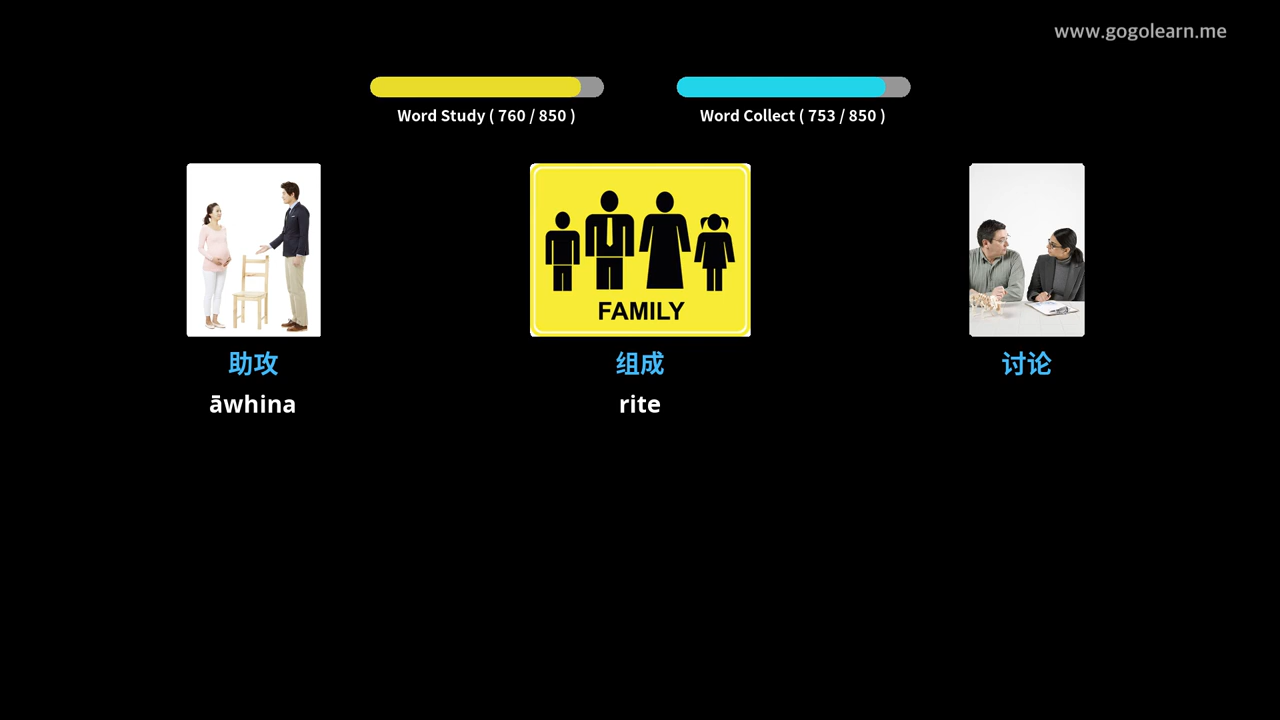 www.gogolearn.me
Word Study ( 760 / 850 )
Word Collect ( 753 / 850 )
FAMILY
助攻
组成
讨论
āwhina
rite